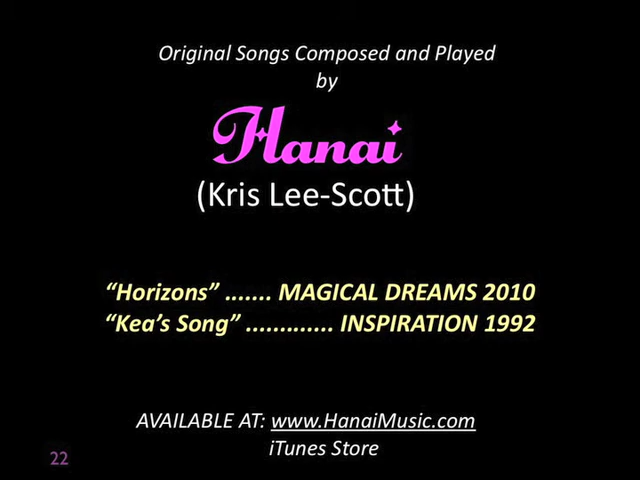 Original Songs Composed and Played
by
Hanai
(Kris Lee-Scott)
“Horizons” ....... MAGICAL DREAMS 2010
“Kea’s Song” ............. INSPIRATION 1992
AVAILABLE AT: www.HanaiMusic.com
iTunes Store
22